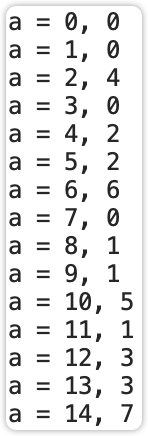 a = 0, 0
a = 1, 0
a = 2, 4
a = 3, 0
a = 4, 2
a = 5, 2
a = 6, 6
a = 7, 0
a = 8, 1
a = 9, 1
a = 10, 5
a = 11, 1
a = 12, 3
a = 13, 3
a = 14, 7